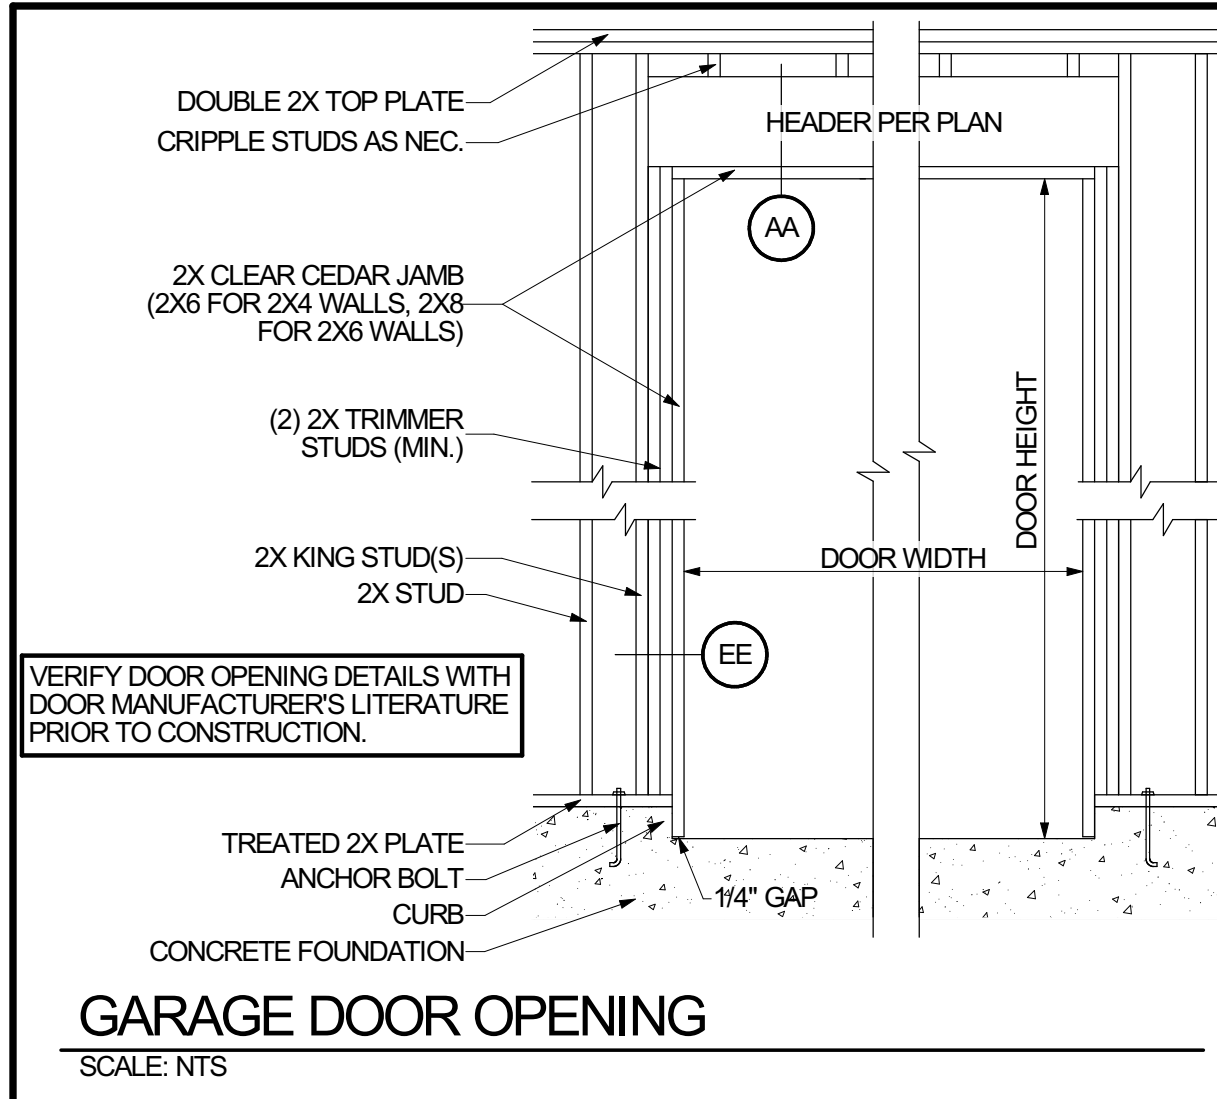 DOUBLE 2X TOP PLATE
CRIPPLE STUDS AS NEC.
HEADER PER PLAN
AA
2X CLEAR CEDAR JAMB
(2X6 FOR 2X4 WALLS, 2X8
FOR 2X6 WALLS)
(2) 2X TRIMMER
STUDS (MIN.)
DOOR HEIGHT
DOOR WIDTH
2X KING STUD(S)
2X STUD
EE
VERIFY DOOR OPENING DETAILS WITH
DOOR MANUFACTURER'S LITERATURE
PRIOR TO CONSTRUCTION.
TREATED 2X PLATE
ANCHOR BOLT
CURB
1/4" GAP
CONCRETE FOUNDATION
GARAGE DOOR OPENING
SCALE: NTS